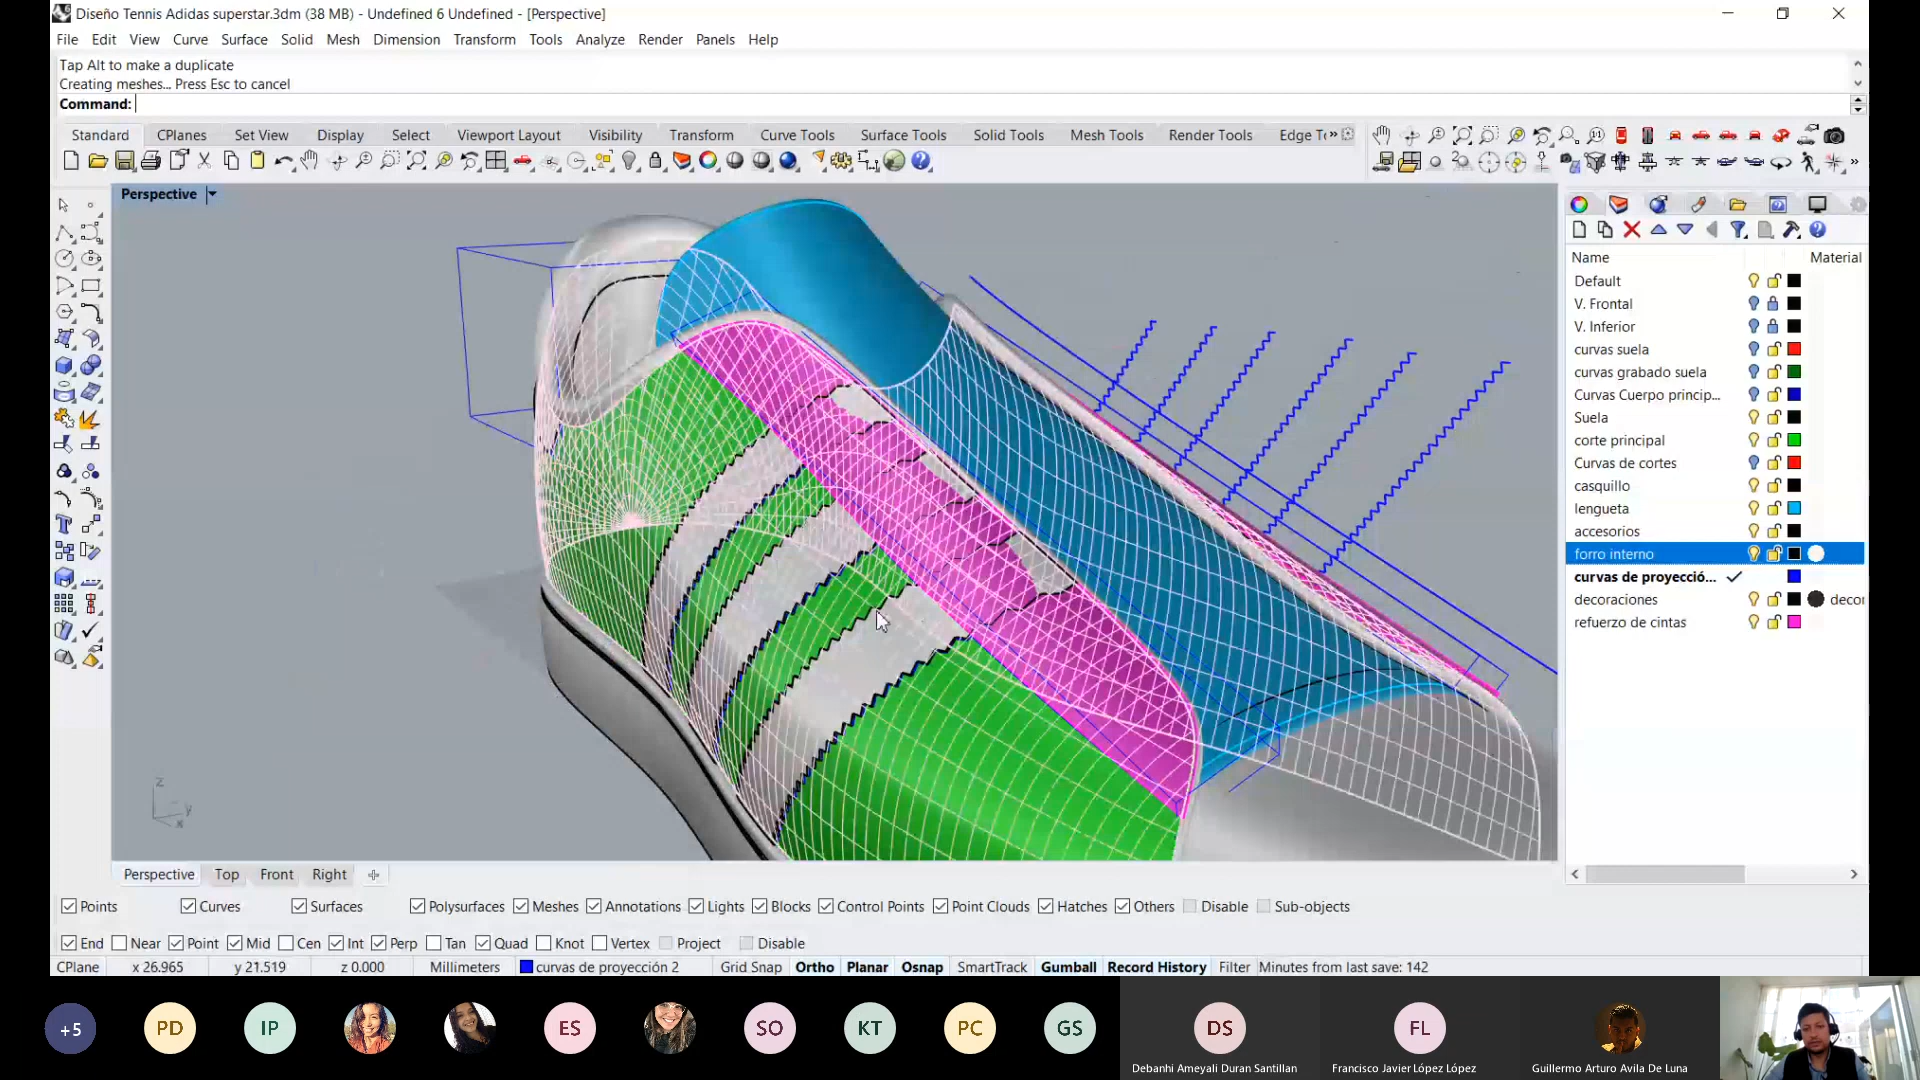 Diseño Tennis Adidas superstar.3dm (38 MB) - Undefined 6 Undefined - [Perspective]
File Edit View Curve Surface Solid Mesh Dimension Transform Tools Analyze Render Panels Help
Tap Alt to make a duplicate
Creating meshes... Press Esc to cancel
Command:
Standard CPlanes Set View Display Select Viewport Layout Visibility Transform Curve Tools Surface Tools Solid Tools Mesh Tools Render Tools Edge To »
Perspective
Name Material
Default
V. Frontal
V. Inferior
curvas suela
curvas grabado suela
Curvas Cuerpo princip...
Suela
corte principal
Curvas de cortes
casquillo
lengueta
accesorios
forro interno
curvas de proyecció...
decoraciones decor
refuerzo de cintas
z
y
x
Perspective Top Front Right
Points Curves Surfaces Polysurfaces Meshes Annotations Lights Blocks Control Points Point Clouds Hatches Others Disable Sub-objects
End Near Point Mid Cen Int Perp Tan Quad Knot Vertex Project Disable
CPlane x 26.965 y 21.519 z 0.000 Millimeters curvas de proyección 2 Grid Snap Ortho Planar Osnap SmartTrack Gumball Record History Filter Minutes from last save: 142
+5 PD IP ES SO KT PC GS DS FL
Debanhi Ameyali Duran Santillan Francisco Javier López López Guillermo Arturo Avila De Luna